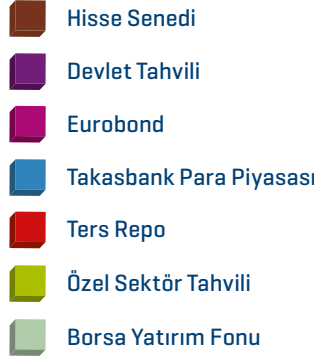 Hisse Senedi
Devlet Tahvili
Eurobond
Takasbank Para Piyasası
Ters Repo
Özel Sektör Tahvili
Borsa Yatırım Fonu